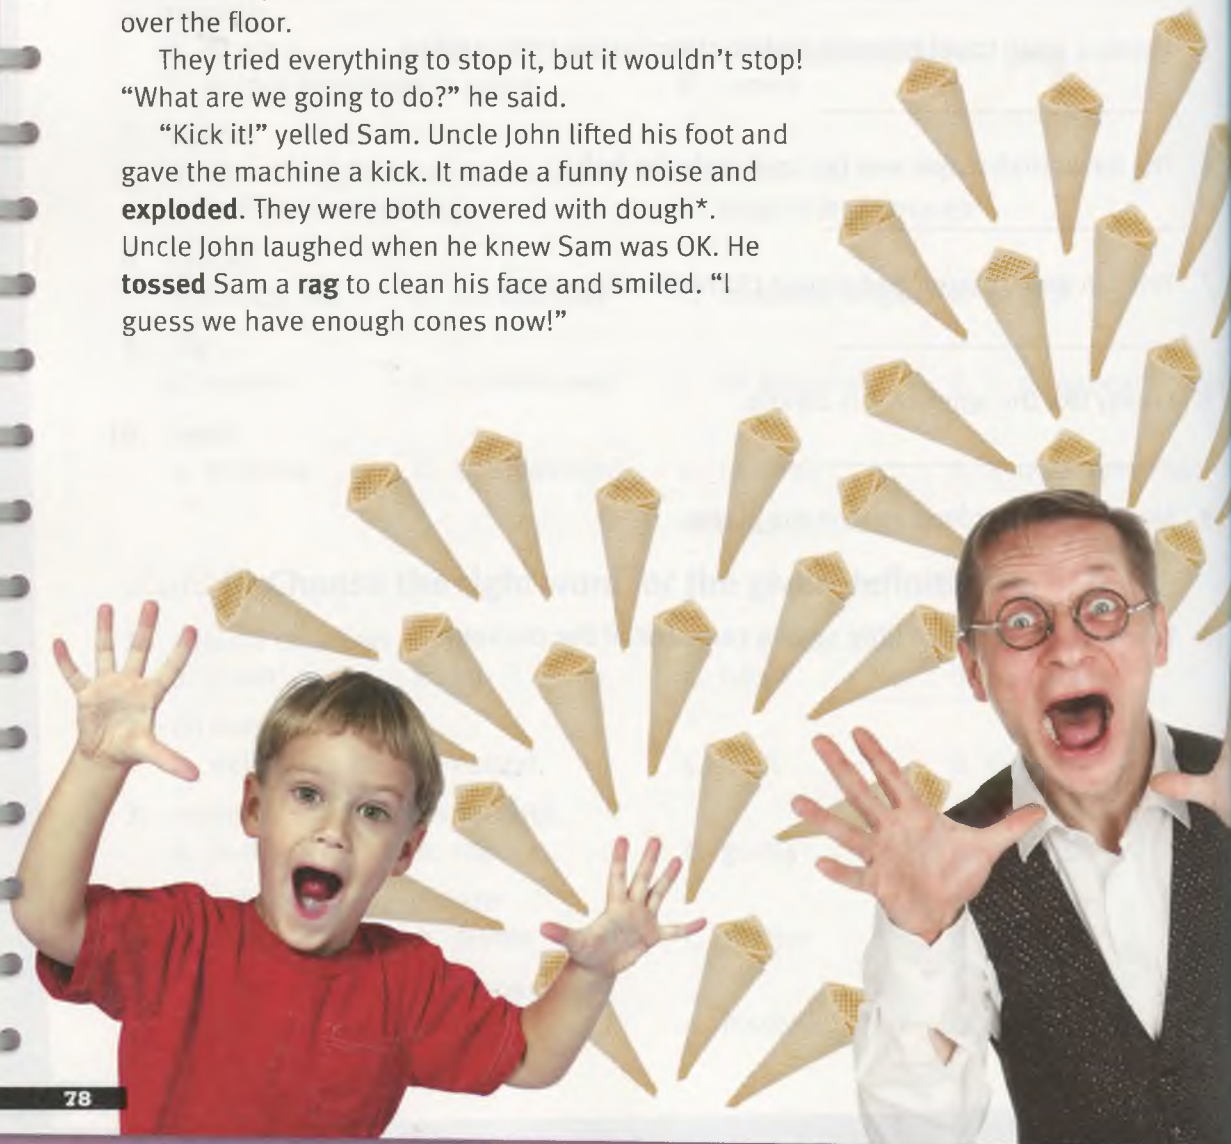 over the floor.
They tried everything to stop it, but it wouldn't stop!
“What are we going to do?” he said.
“Kick it!” yelled Sam. Uncle John lifted his foot and
gave the machine a kick. It made a funny noise and
exploded. They were both covered with dough*.
Uncle John laughed when he knew Sam was OK. He
tossed Sam a rag to clean his face and smiled. “I
guess we have enough cones now!”
78